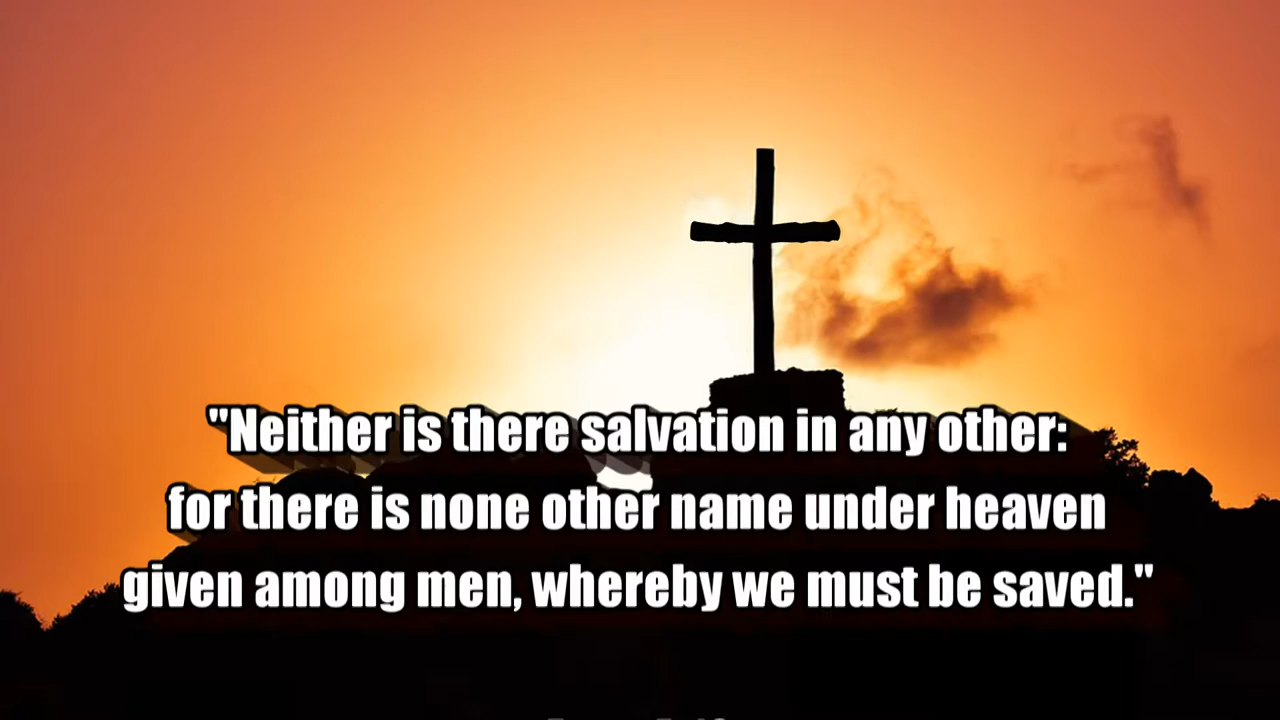 "Neither is there salvation in any other:
for there is none other name under heaven
given among men, whereby we must be saved."